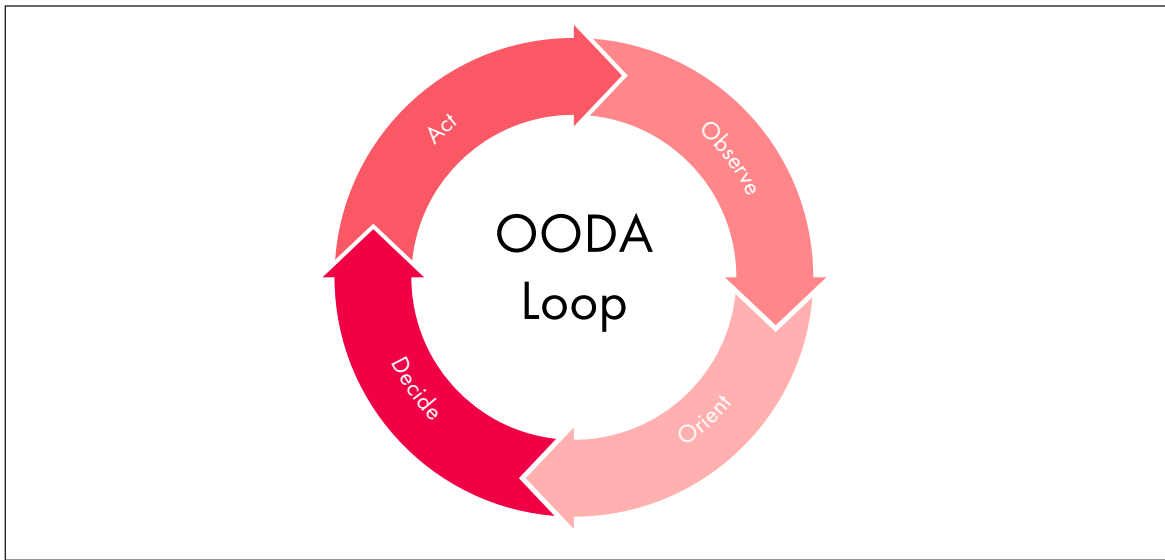 OODA
Loop
Observe
Orient
Decide
Act